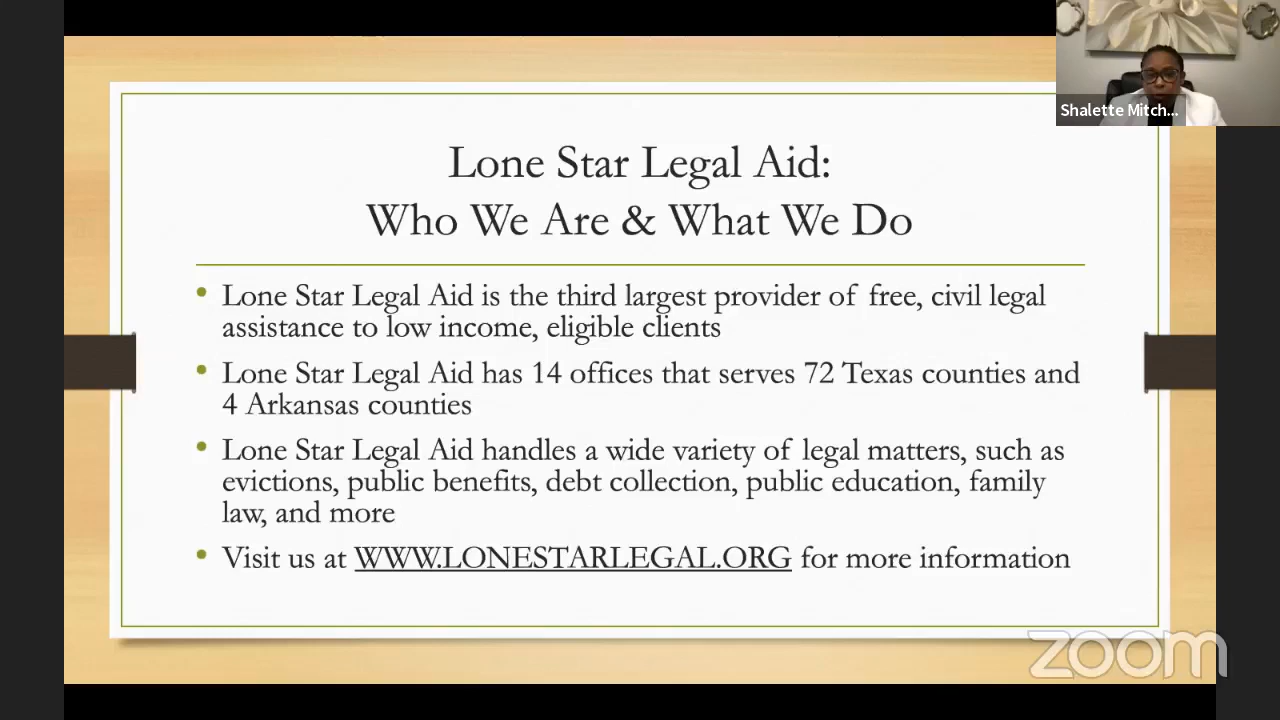 Shalette Mitch...
Lone Star Legal Aid:
Who We Are & What We Do
• Lone Star Legal Aid is the third largest provider of free, civil legal
assistance to low income, eligible clients
• Lone Star Legal Aid has 14 offices that serves 72 Texas counties and
4 Arkansas counties
• Lone Star Legal Aid handles a wide variety of legal matters, such as
evictions, public benefits, debt collection, public education, family
law, and more
• Visit us at WWW.LONESTARLEGAL.ORG for more information
zoom